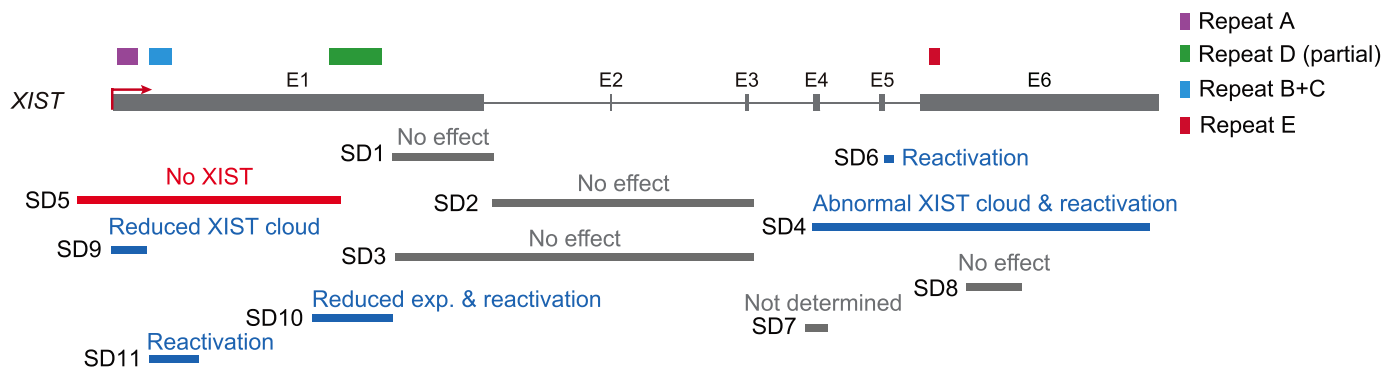 Repeat A
Repeat D (partial)
Repeat B+C
Repeat E
XIST
E1
E2
E3
E4
E5
E6
No effect
SD1
SD6
Reactivation
No XIST
SD5
No effect
SD2
Abnormal XIST cloud & reactivation
SD4
Reduced XIST cloud
SD9
No effect
SD3
No effect
SD8
Reduced exp. & reactivation
SD10
Not determined
SD7
Reactivation
SD11